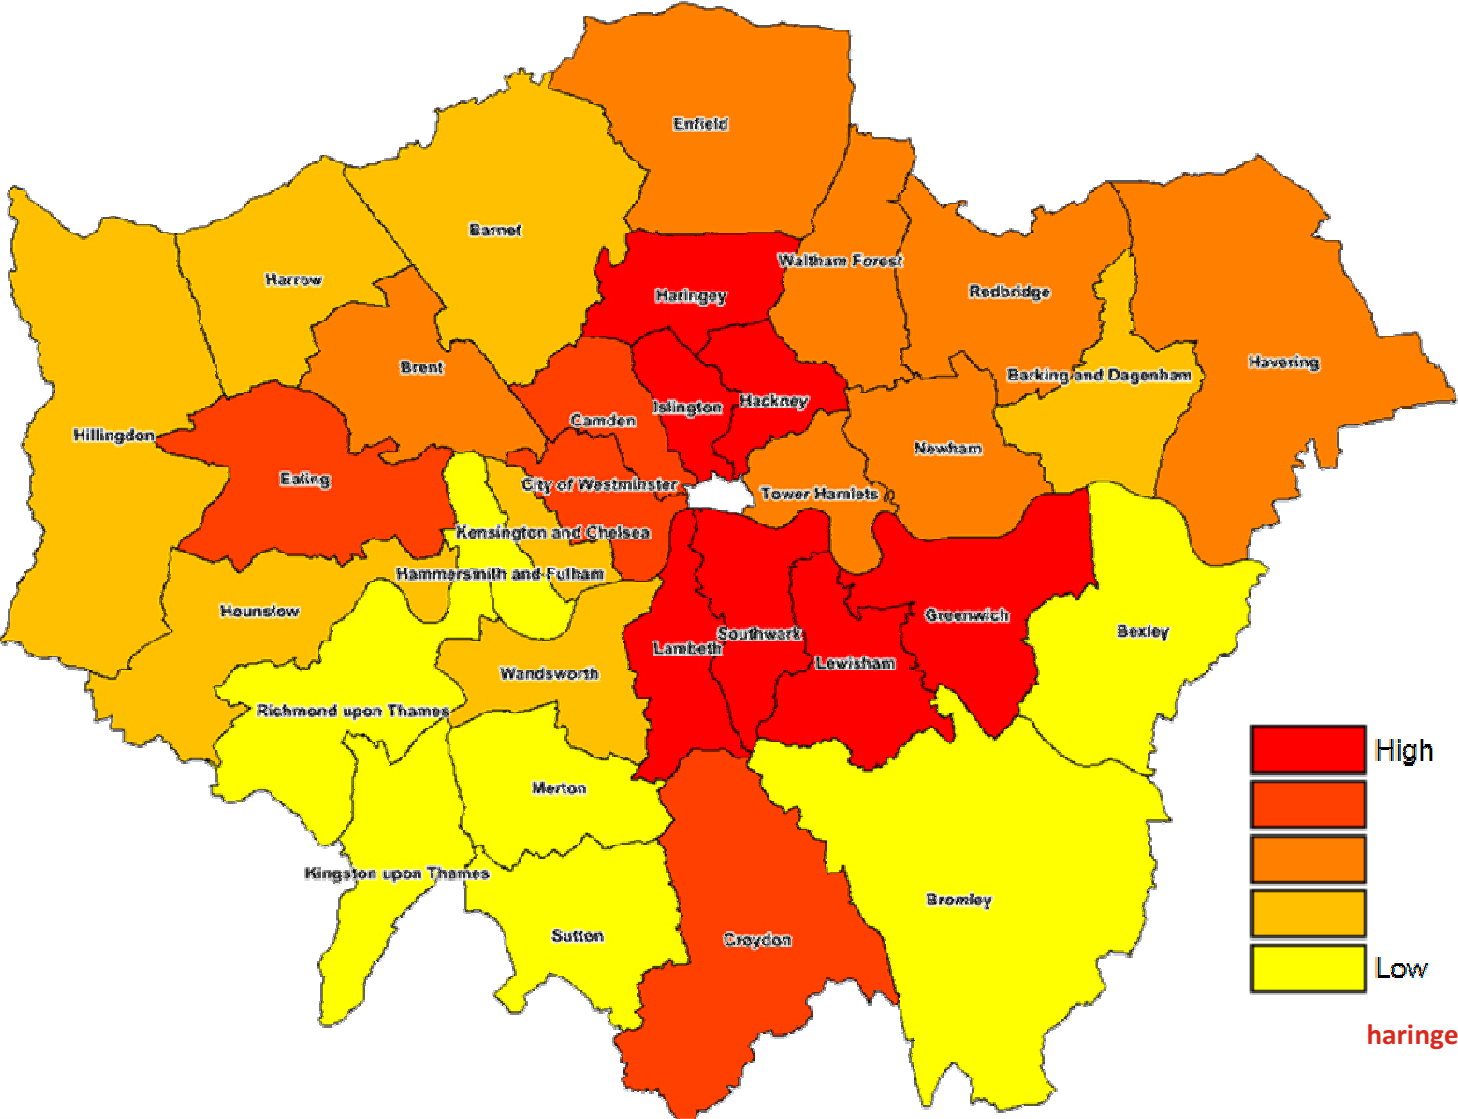 Enfield
Barnet
Harrow
Haringey
Waltham Forest
Redbridge
Havering
Brent
Barking and Dagenham
Camden
Islington
Hackney
Hillingdon
Newham
Ealing
City of Westminster
Tower Hamlets
Kensington and Chelsea
Hammersmith and Fulham
Hounslow
Greenwich
Bexley
Southwark
Lambeth
Lewisham
Wandsworth
Richmond upon Thames
Merton
Kingston upon Thames
Bromley
Sutton
Croydon
High
Low
haringe